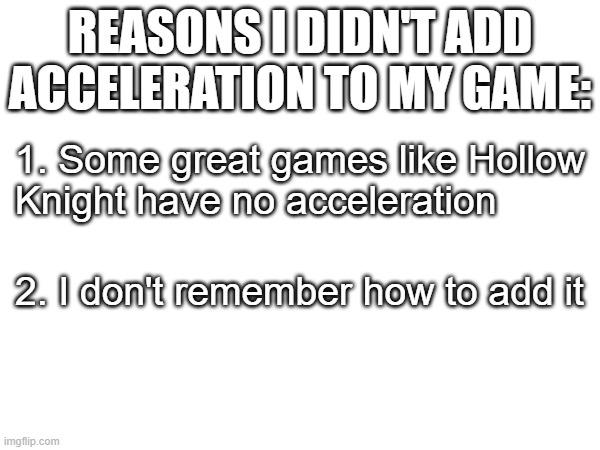 REASONS I DIDN'T ADD
ACCELERATION TO MY GAME:
1. Some great games like Hollow
Knight have no acceleration
2. I don't remember how to add it
imgflip.com